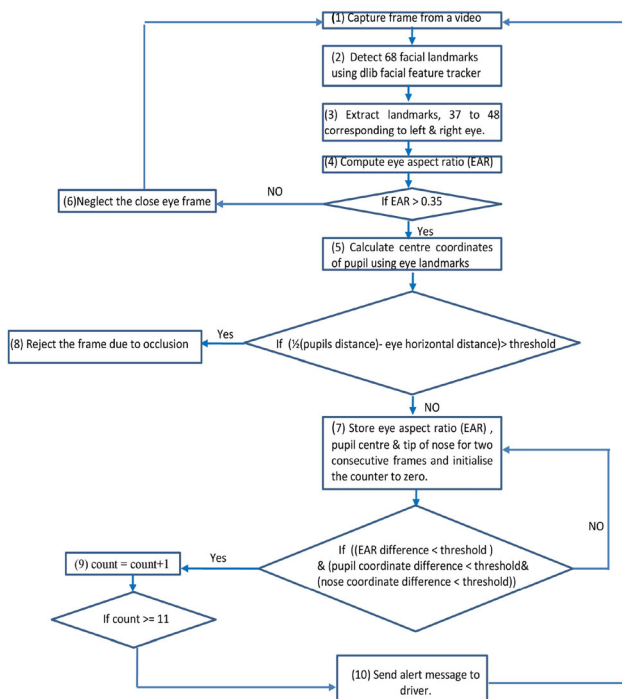 (1) Capture frame from a video
(2) Detect 68 facial landmarks
using dlib facial feature tracker
(3) Extract landmarks, 37 to 48
corresponding to left & right eye.
(4) Compute eye aspect ratio (EAR)
NO
(6)Neglect the close eye frame
If EAR > 0.35
Yes
(5) Calculate centre coordinates
of pupil using eye landmarks
(8) Reject the frame due to occlusion
Yes
If (½(pupils distance)- eye horizontal distance)> threshold
NO
(7) Store eye aspect ratio (EAR) ,
pupil centre & tip of nose for two
consecutive frames and initialise
the counter to zero.
NO
If ((EAR difference < threshold )
& (pupil coordinate difference < threshold&
(nose coordinate difference < threshold))
Yes
(9) count = count+1
If count >= 11
(10) Send alert message to
driver.